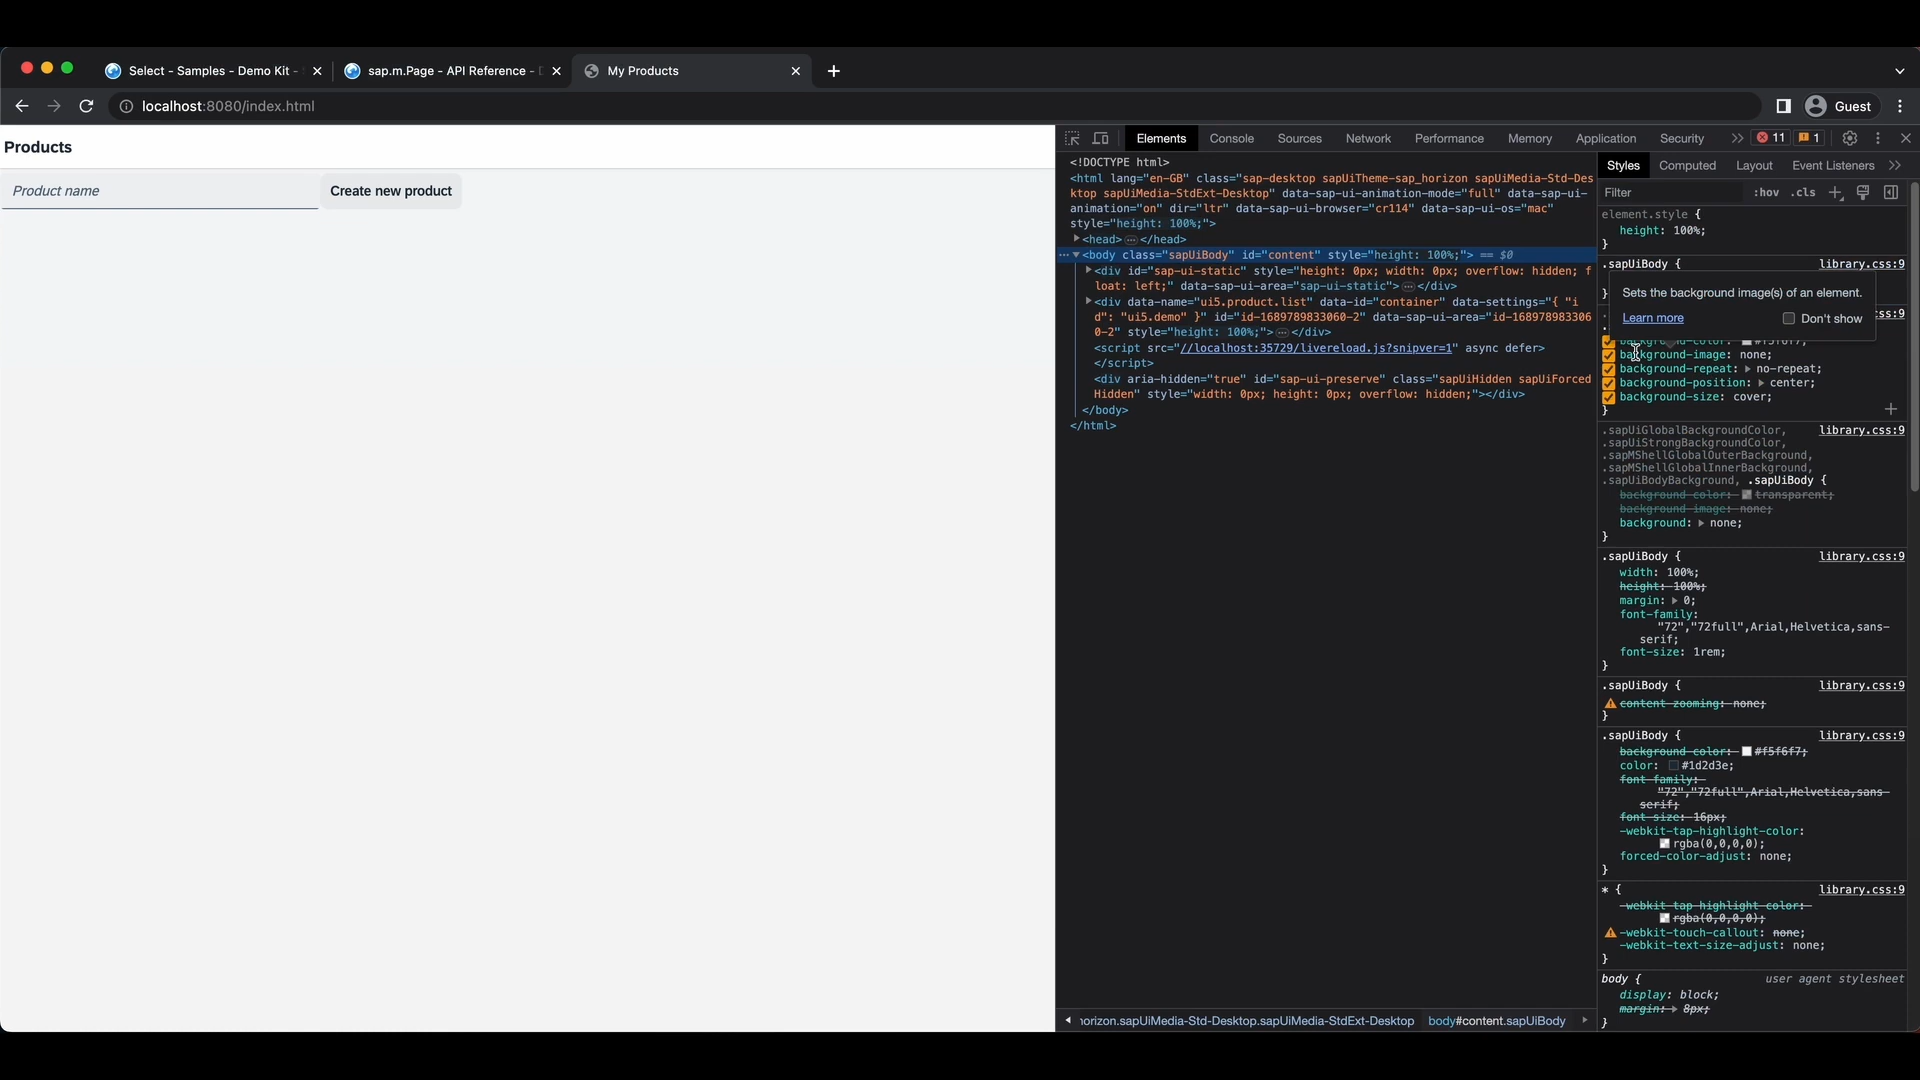 Select - Samples - Demo Kit -
sap.m.Page - API Reference -
My Products
localhost:8080/index.html
Guest
Products
Product name
Create new product
Elements
Console
Sources
Network
Performance
Memory
Application
Security
11
1
<!DOCTYPE html>
<html lang="en-GB" class="sap-desktop sapUiTheme-sap_horizon sapUiMedia-Std-Des
ktop sapUiMedia-StdExt-Desktop" data-sap-ui-animation-mode="full" data-sap-ui-
animation="on" dir="ltr" data-sap-ui-browser="cr114" data-sap-ui-os="mac"
style="height: 100%;">
<head> … </head>
<body class="sapUiBody" id="content" style="height: 100%;"> == $0
<div id="sap-ui-static" style="height: 0px; width: 0px; overflow: hidden; f
loat: left;" data-sap-ui-area="sap-ui-static"> … </div>
<div data-name="ui5.product.list" data-id="container" data-settings="{ "i
d": "ui5.demo" }" id="id-1689789833060-2" data-sap-ui-area="id-168978983306
0-2" style="height: 100%;"> … </div>
<script src="//localhost:35729/livereload.js?snipver=1" async defer>
</script>
<div aria-hidden="true" id="sap-ui-preserve" class="sapUiHidden sapUiForced
Hidden" style="width: 0px; height: 0px; overflow: hidden;"></div>
</body>
</html>
horizon.sapUiMedia-Std-Desktop.sapUiMedia-StdExt-Desktop
body#content.sapUiBody
Styles
Computed
Layout
Event Listeners
Filter
:hov
.cls
element.style {
height: 100%;
}
.sapUiBody {
library.css:9
}
Sets the background image(s) of an element.
Learn more
Don't show
background-color: #f5f6f7;
background-image: none;
background-repeat: no-repeat;
background-position: center;
background-size: cover;
}
.sapUiGlobalBackgroundColor,
library.css:9
.sapUiStrongBackgroundColor,
.sapMShellGlobalOuterBackground,
.sapMShellGlobalInnerBackground,
.sapUiBodyBackground, .sapUiBody {
background-color: transparent;
background-image: none;
background: none;
}
.sapUiBody {
library.css:9
width: 100%;
height: 100%;
margin: 0;
font-family:
"72","72full",Arial,Helvetica,sans-
serif;
font-size: 1rem;
}
.sapUiBody {
library.css:9
content-zooming: none;
}
.sapUiBody {
library.css:9
background-color: #f5f6f7;
color: #1d2d3e;
font-family:
"72","72full",Arial,Helvetica,sans-
serif;
font-size: 16px;
-webkit-tap-highlight-color:
rgba(0,0,0,0);
forced-color-adjust: none;
}
* {
library.css:9
-webkit-tap-highlight-color:
rgba(0,0,0,0);
-webkit-touch-callout: none;
-webkit-text-size-adjust: none;
}
body {
user agent stylesheet
display: block;
margin: 8px;
}